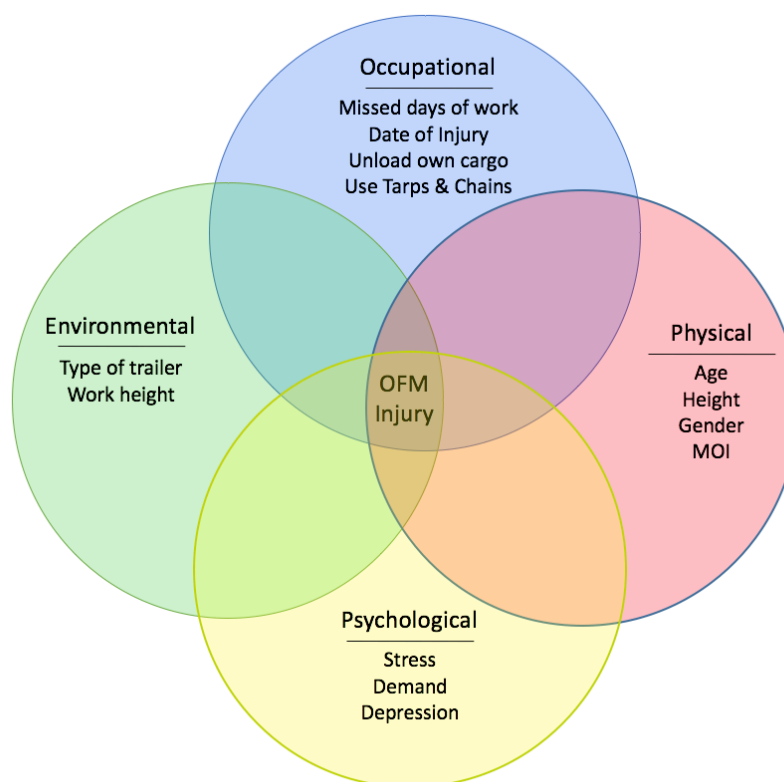 Occupational
Missed days of work
Date of Injury
Unload own cargo
Use Tarps & Chains
Environmental
Type of trailer
Work height
Physical
Age
Height
Gender
MOI
OFM
Injury
Psychological
Stress
Demand
Depression